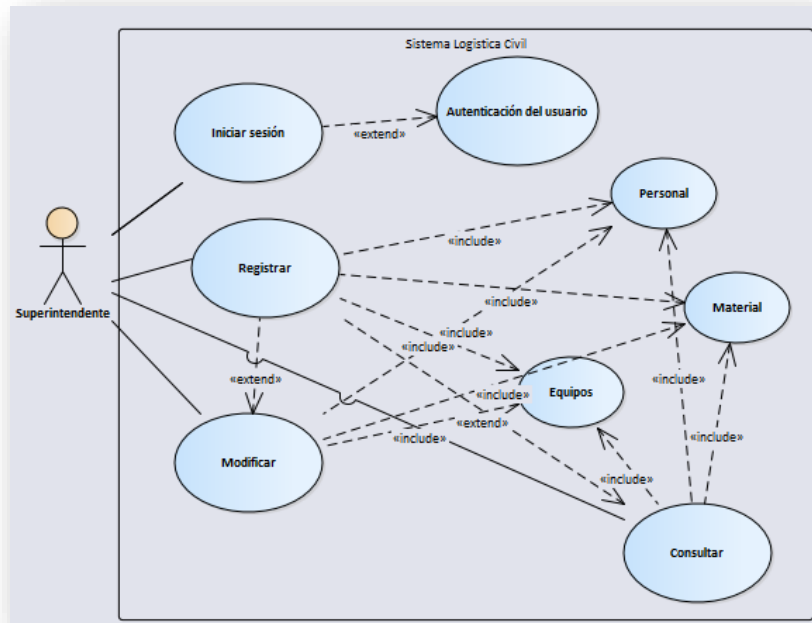 Sistema Logistica Civil
Autenticación del usuario
Iniciar sesión
«extend»
Personal
«include»
Registrar
«include»
Material
Superintendente
«include»
«include»
«extend»
«include»
«include»
Equipos
«include»
«extend»
«include»
«include»
Modificar
«include»
Consultar